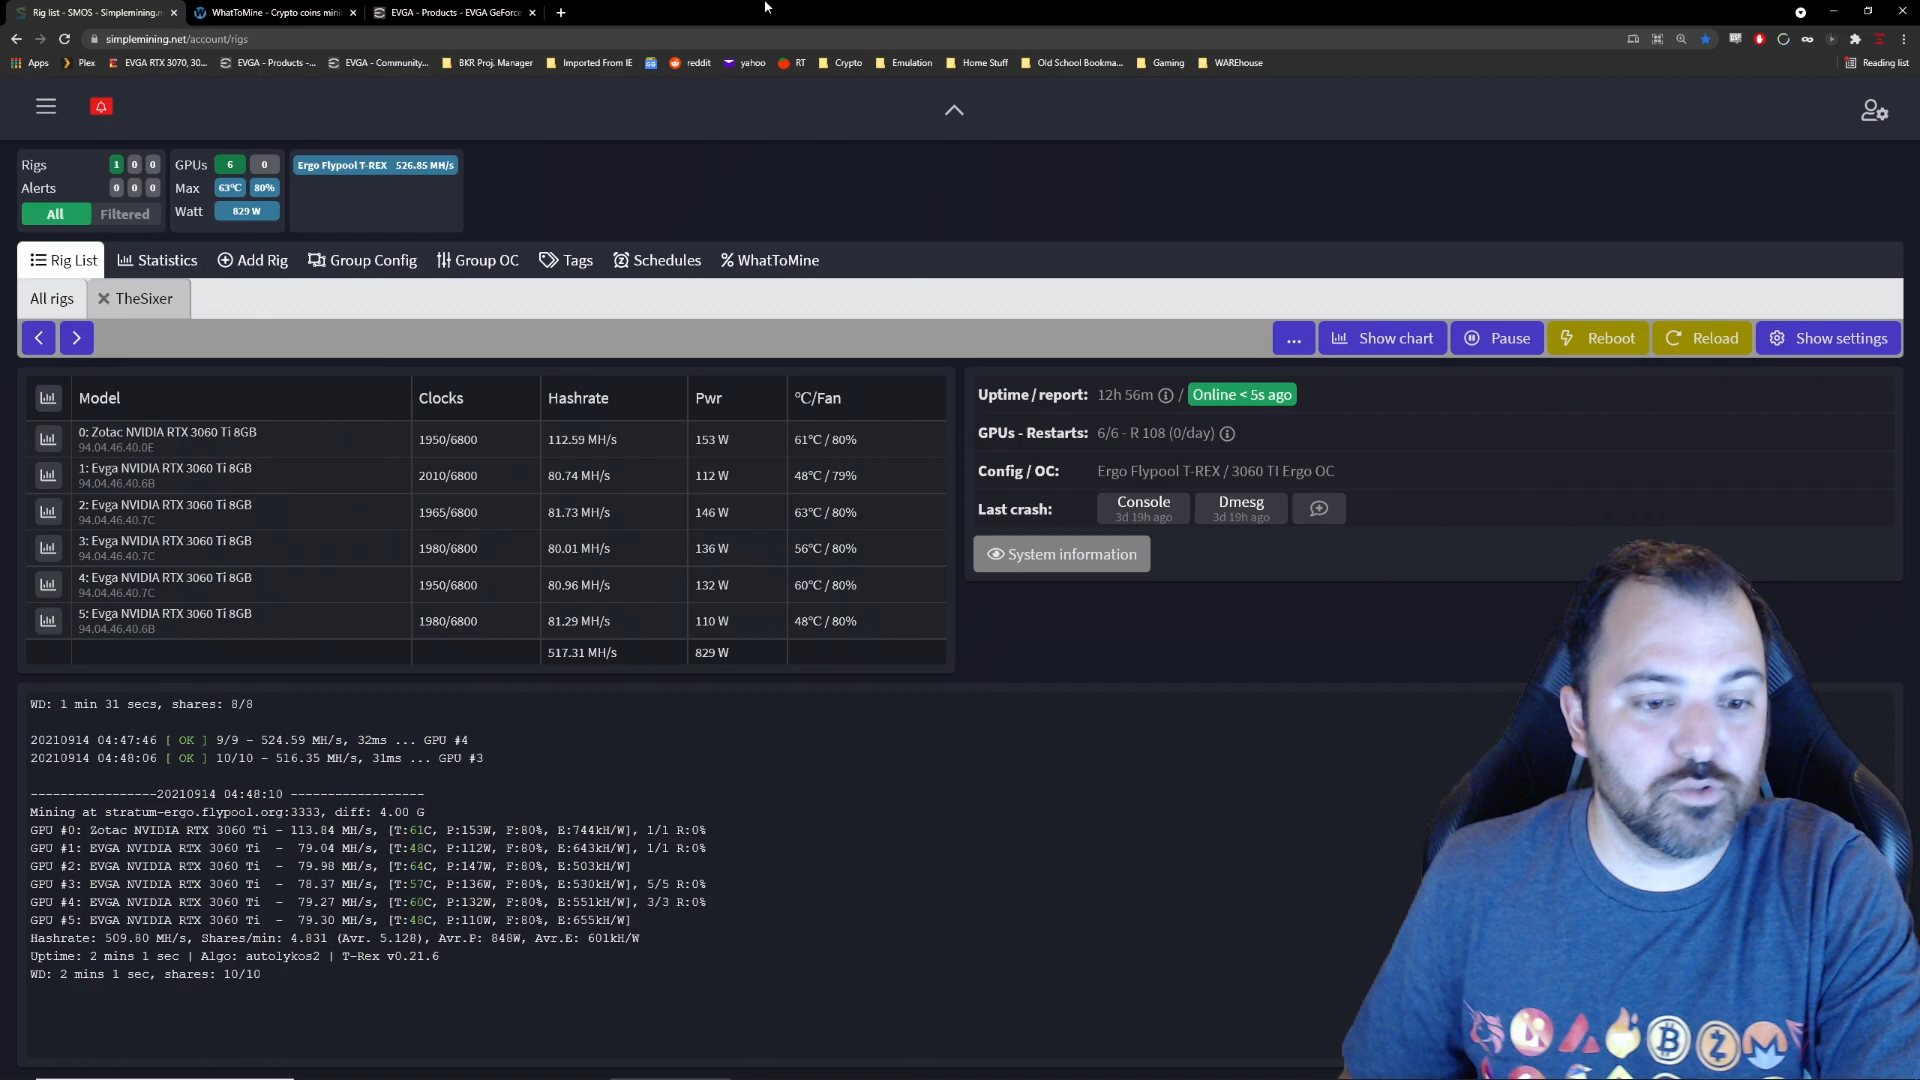 Rig list - SMOS - Simplemining.n
WhatToMine - Crypto coins mini
EVGA - Products - EVGA GeForce
simplemining.net/account/rigs
Apps
Plex
EVGA RTX 3070, 30...
EVGA - Products -...
EVGA - Community...
BKR Proj. Manager
Imported From IE
reddit
yahoo
RT
Crypto
Emulation
Home Stuff
Old School Bookma...
Gaming
WAREhouse
Reading list
Rigs 1 0 0
Alerts 0 0 0
All Filtered
GPUs 6 0
Max 63°C 80%
Watt 829 W
Ergo Flypool T-REX 526.85 MH/s
Rig List
Statistics
Add Rig
Group Config
Group OC
Tags
Schedules
WhatToMine
All rigs
TheSixer
...
Show chart
Pause
Reboot
Reload
Show settings
Model Clocks Hashrate Pwr °C/Fan
0: Zotac NVIDIA RTX 3060 Ti 8GB
94.04.46.40.0E
1950/6800 112.59 MH/s 153 W 61°C / 80%
1: Evga NVIDIA RTX 3060 Ti 8GB
94.04.46.40.6B
2010/6800 80.74 MH/s 112 W 48°C / 79%
2: Evga NVIDIA RTX 3060 Ti 8GB
94.04.46.40.7C
1965/6800 81.73 MH/s 146 W 63°C / 80%
3: Evga NVIDIA RTX 3060 Ti 8GB
94.04.46.40.7C
1980/6800 80.01 MH/s 136 W 56°C / 80%
4: Evga NVIDIA RTX 3060 Ti 8GB
94.04.46.40.7C
1950/6800 80.96 MH/s 132 W 60°C / 80%
5: Evga NVIDIA RTX 3060 Ti 8GB
94.04.46.40.6B
1980/6800 81.29 MH/s 110 W 48°C / 80%
517.31 MH/s 829 W
Uptime / report: 12h 56m / Online < 5s ago
GPUs - Restarts: 6/6 - R 108 (0/day)
Config / OC: Ergo Flypool T-REX / 3060 TI Ergo OC
Last crash:
Console
3d 19h ago
Dmesg
3d 19h ago
System information
WD: 1 min 31 secs, shares: 8/8
20210914 04:47:46 [ OK ] 9/9 - 524.59 MH/s, 32ms ... GPU #4
20210914 04:48:06 [ OK ] 10/10 - 516.35 MH/s, 31ms ... GPU #3
-----------------20210914 04:48:10 ------------------
Mining at stratum-ergo.flypool.org:3333, diff: 4.00 G
GPU #0: Zotac NVIDIA RTX 3060 Ti - 113.84 MH/s, [T:61C, P:153W, F:80%, E:744kH/W], 1/1 R:0%
GPU #1: EVGA NVIDIA RTX 3060 Ti - 79.04 MH/s, [T:48C, P:112W, F:80%, E:643kH/W], 1/1 R:0%
GPU #2: EVGA NVIDIA RTX 3060 Ti - 79.98 MH/s, [T:64C, P:147W, F:80%, E:503kH/W]
GPU #3: EVGA NVIDIA RTX 3060 Ti - 78.37 MH/s, [T:57C, P:136W, F:80%, E:530kH/W], 5/5 R:0%
GPU #4: EVGA NVIDIA RTX 3060 Ti - 79.27 MH/s, [T:60C, P:132W, F:80%, E:551kH/W], 3/3 R:0%
GPU #5: EVGA NVIDIA RTX 3060 Ti - 79.30 MH/s, [T:48C, P:110W, F:80%, E:655kH/W]
Hashrate: 509.80 MH/s, Shares/min: 4.831 (Avr. 5.128), Avr.P: 848W, Avr.E: 601kH/W
Uptime: 2 mins 1 sec | Algo: autolykos2 | T-Rex v0.21.6
WD: 2 mins 1 sec, shares: 10/10